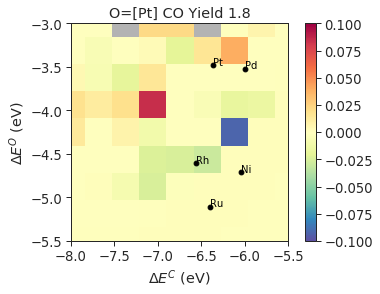 O=[Pt] CO Yield 1.8
−3.0
−3.5
−4.0
−4.5
−5.0
−5.5
ΔE^O (eV)
Pt
Pd
Rh
Ni
Ru
−8.0 −7.5 −7.0 −6.5 −6.0 −5.5
ΔE^C (eV)
0.100
0.075
0.050
0.025
0.000
−0.025
−0.050
−0.075
−0.100